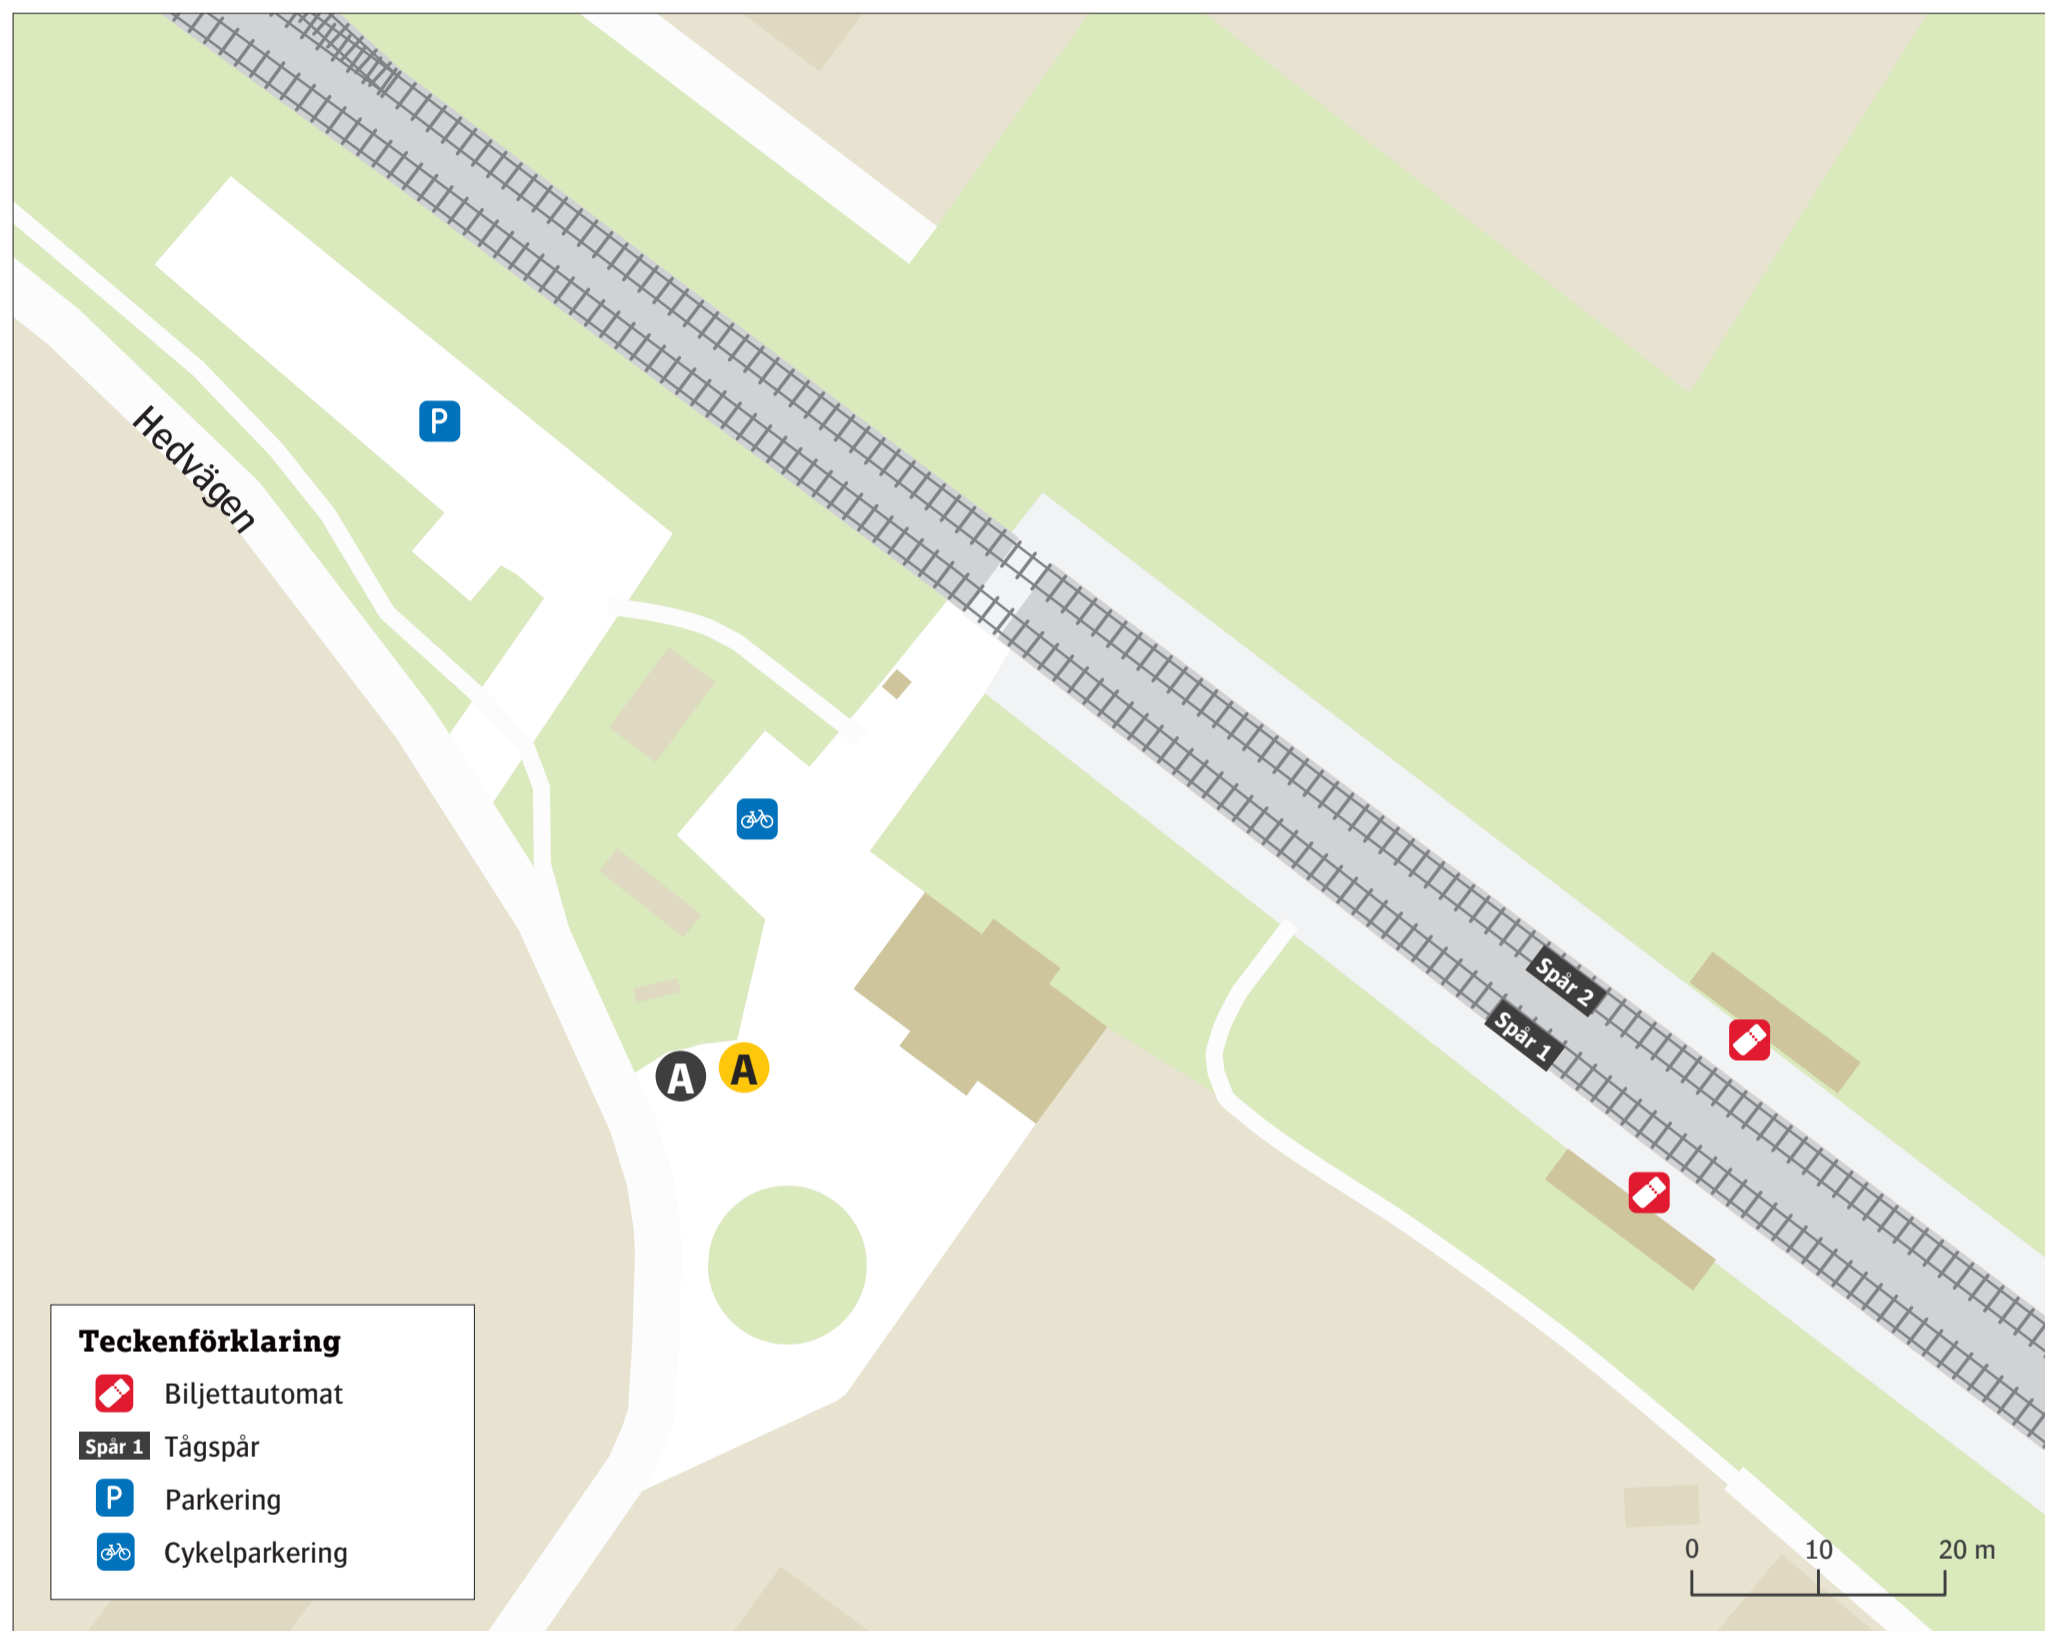 P
Hedvägen
Spår 2
Spår 1
A A
Teckenförklaring
Biljettautomat
Spår 1 Tågspår
P Parkering
Cykelparkering
0 10 20 m